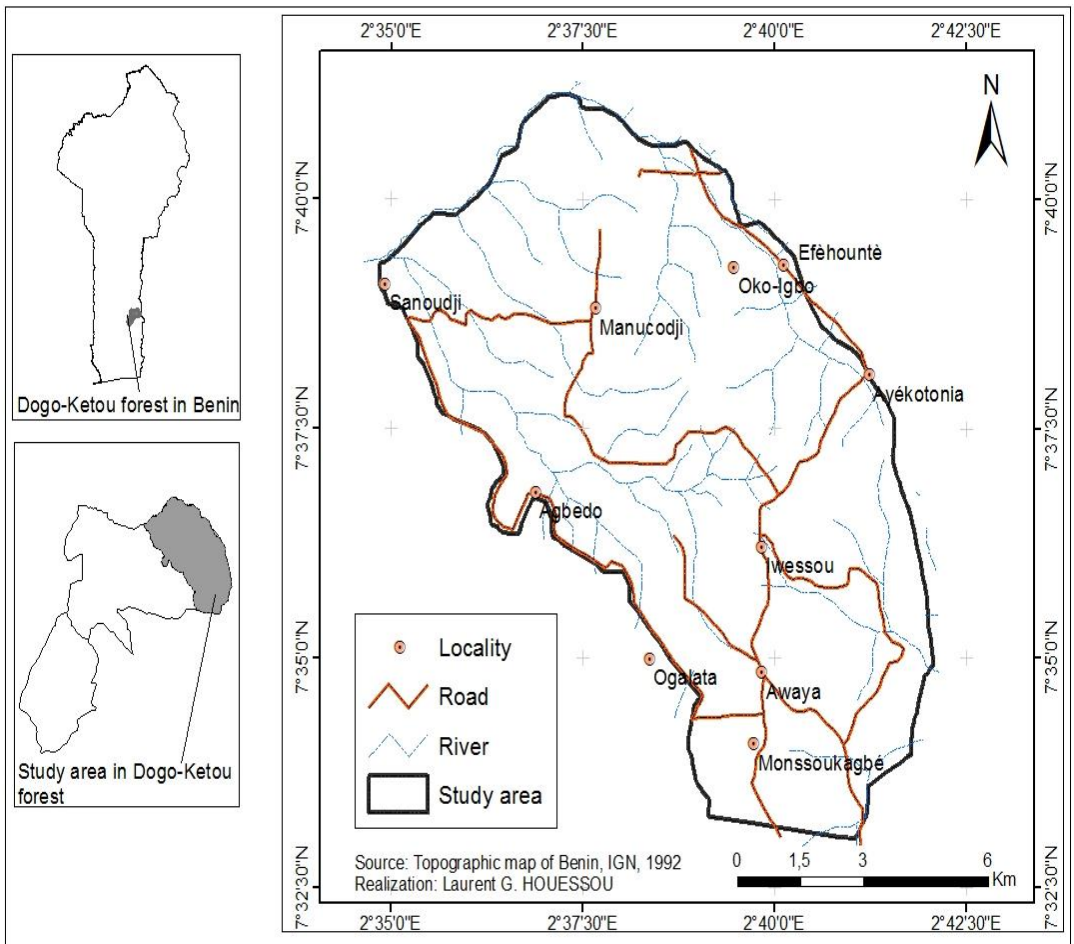 Dogo-Ketou forest in Benin
Study area in Dogo-Ketou
forest
2°35'0"E 2°37'30"E 2°40'0"E 2°42'30"E
N
7°40'0"N 7°40'0"N
Efèhountè
Oko-Igbo
Sanoudji
Manucodji
Ayékotonia
7°37'30"N 7°37'30"N
Agbedo
Iwessou
7°35'0"N 7°35'0"N
Ogalata
Awaya
Monssoukagbé
Locality
Road
River
Study area
Source: Topographic map of Benin, IGN, 1992
Realization: Laurent G. HOUESSOU
0 1,5 3 6
Km
7°32'30"N 7°32'30"N
2°35'0"E 2°37'30"E 2°40'0"E 2°42'30"E